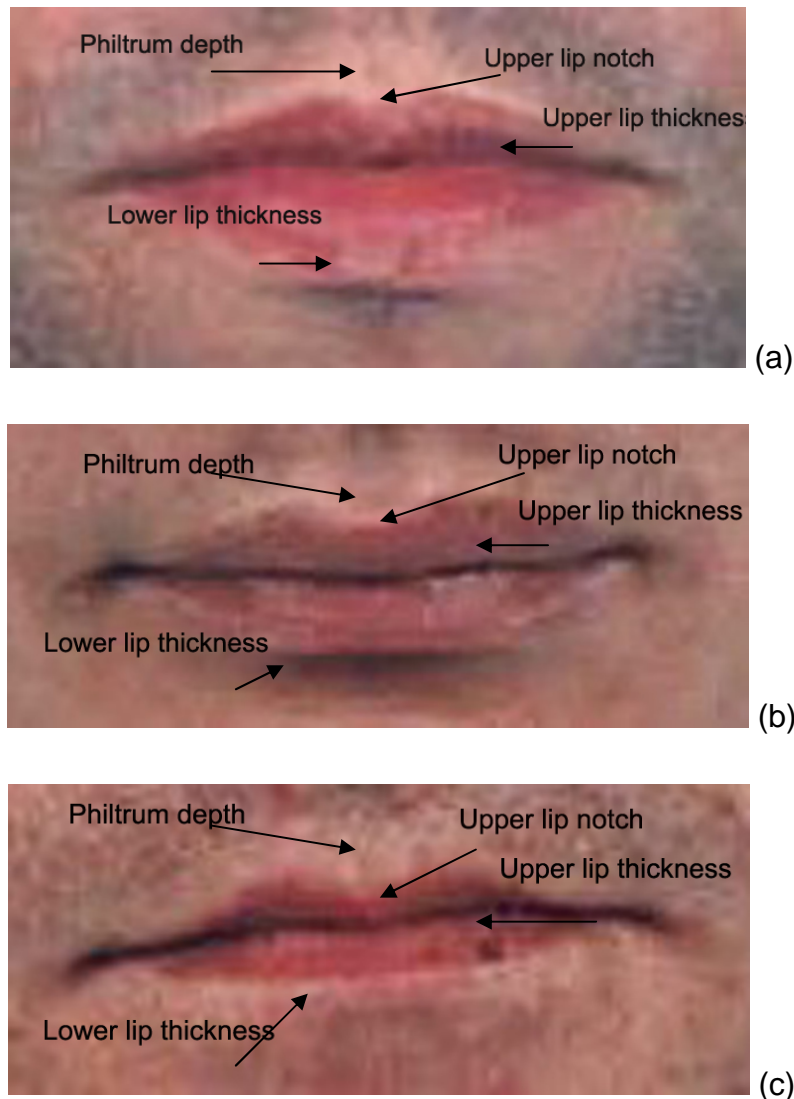 Philtrum depth
Upper lip notch
Upper lip thickness
Lower lip thickness
(a)
Philtrum depth
Upper lip notch
Upper lip thickness
Lower lip thickness
(b)
Philtrum depth
Upper lip notch
Upper lip thickness
Lower lip thickness
(c)